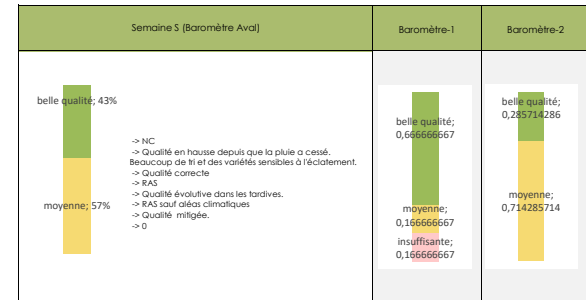 Semaine S (Baromètre Aval)
Baromètre-1
Baromètre-2
belle qualité; 43%
moyenne; 57%
-> NC
-> Qualité en hausse depuis que la pluie a cessé.
Beaucoup de tri et des variétés sensibles à l'éclatement.
-> Qualité correcte
-> RAS
-> Qualité évolutive dans les tardives.
-> RAS sauf aléas climatiques
-> Qualité  mitigée.
-> 0
belle qualité;
0,666666667
moyenne;
0,166666667
insuffisante;
0,166666667
belle qualité;
0,285714286
moyenne;
0,714285714